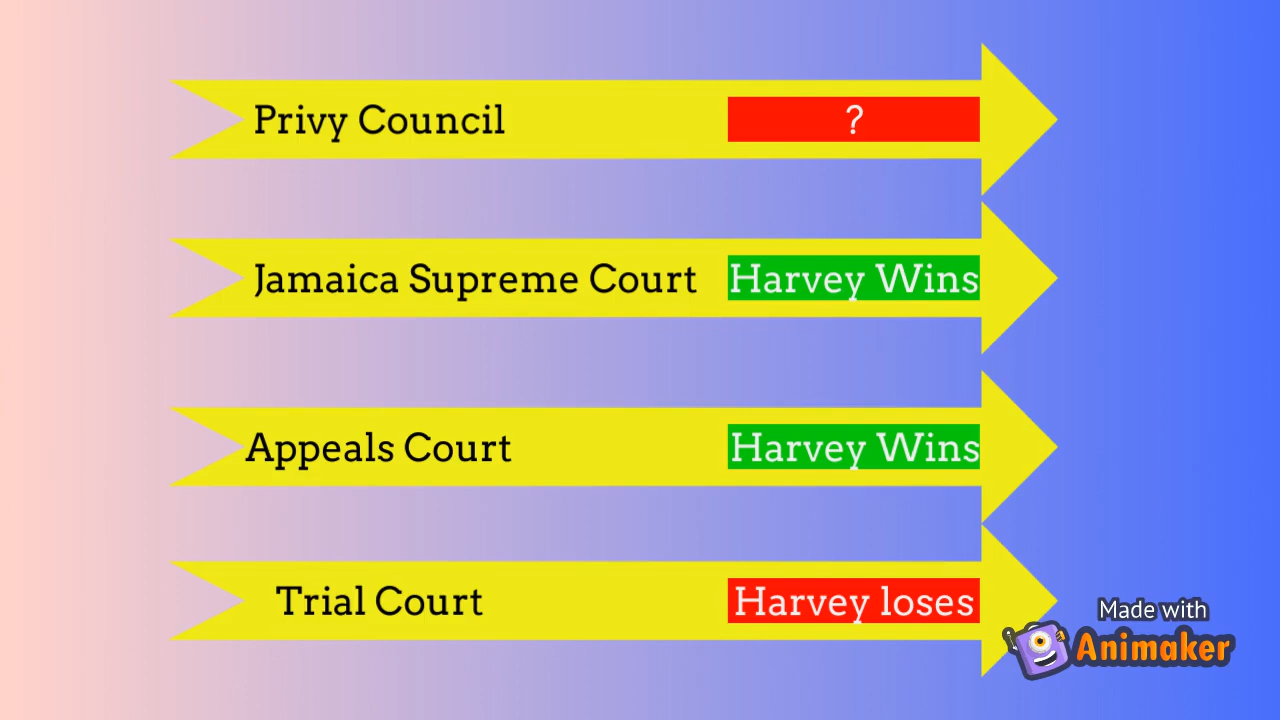 Privy Council ?
Jamaica Supreme Court Harvey Wins
Appeals Court Harvey Wins
Trial Court Harvey loses
Made with
Animaker